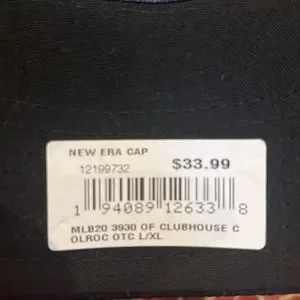 NEW ERA CAP
12199732 $33.99
1 94089 12633 8
MLB20 3930 OF CLUBHOUSE C
OLROC OTC L/XL